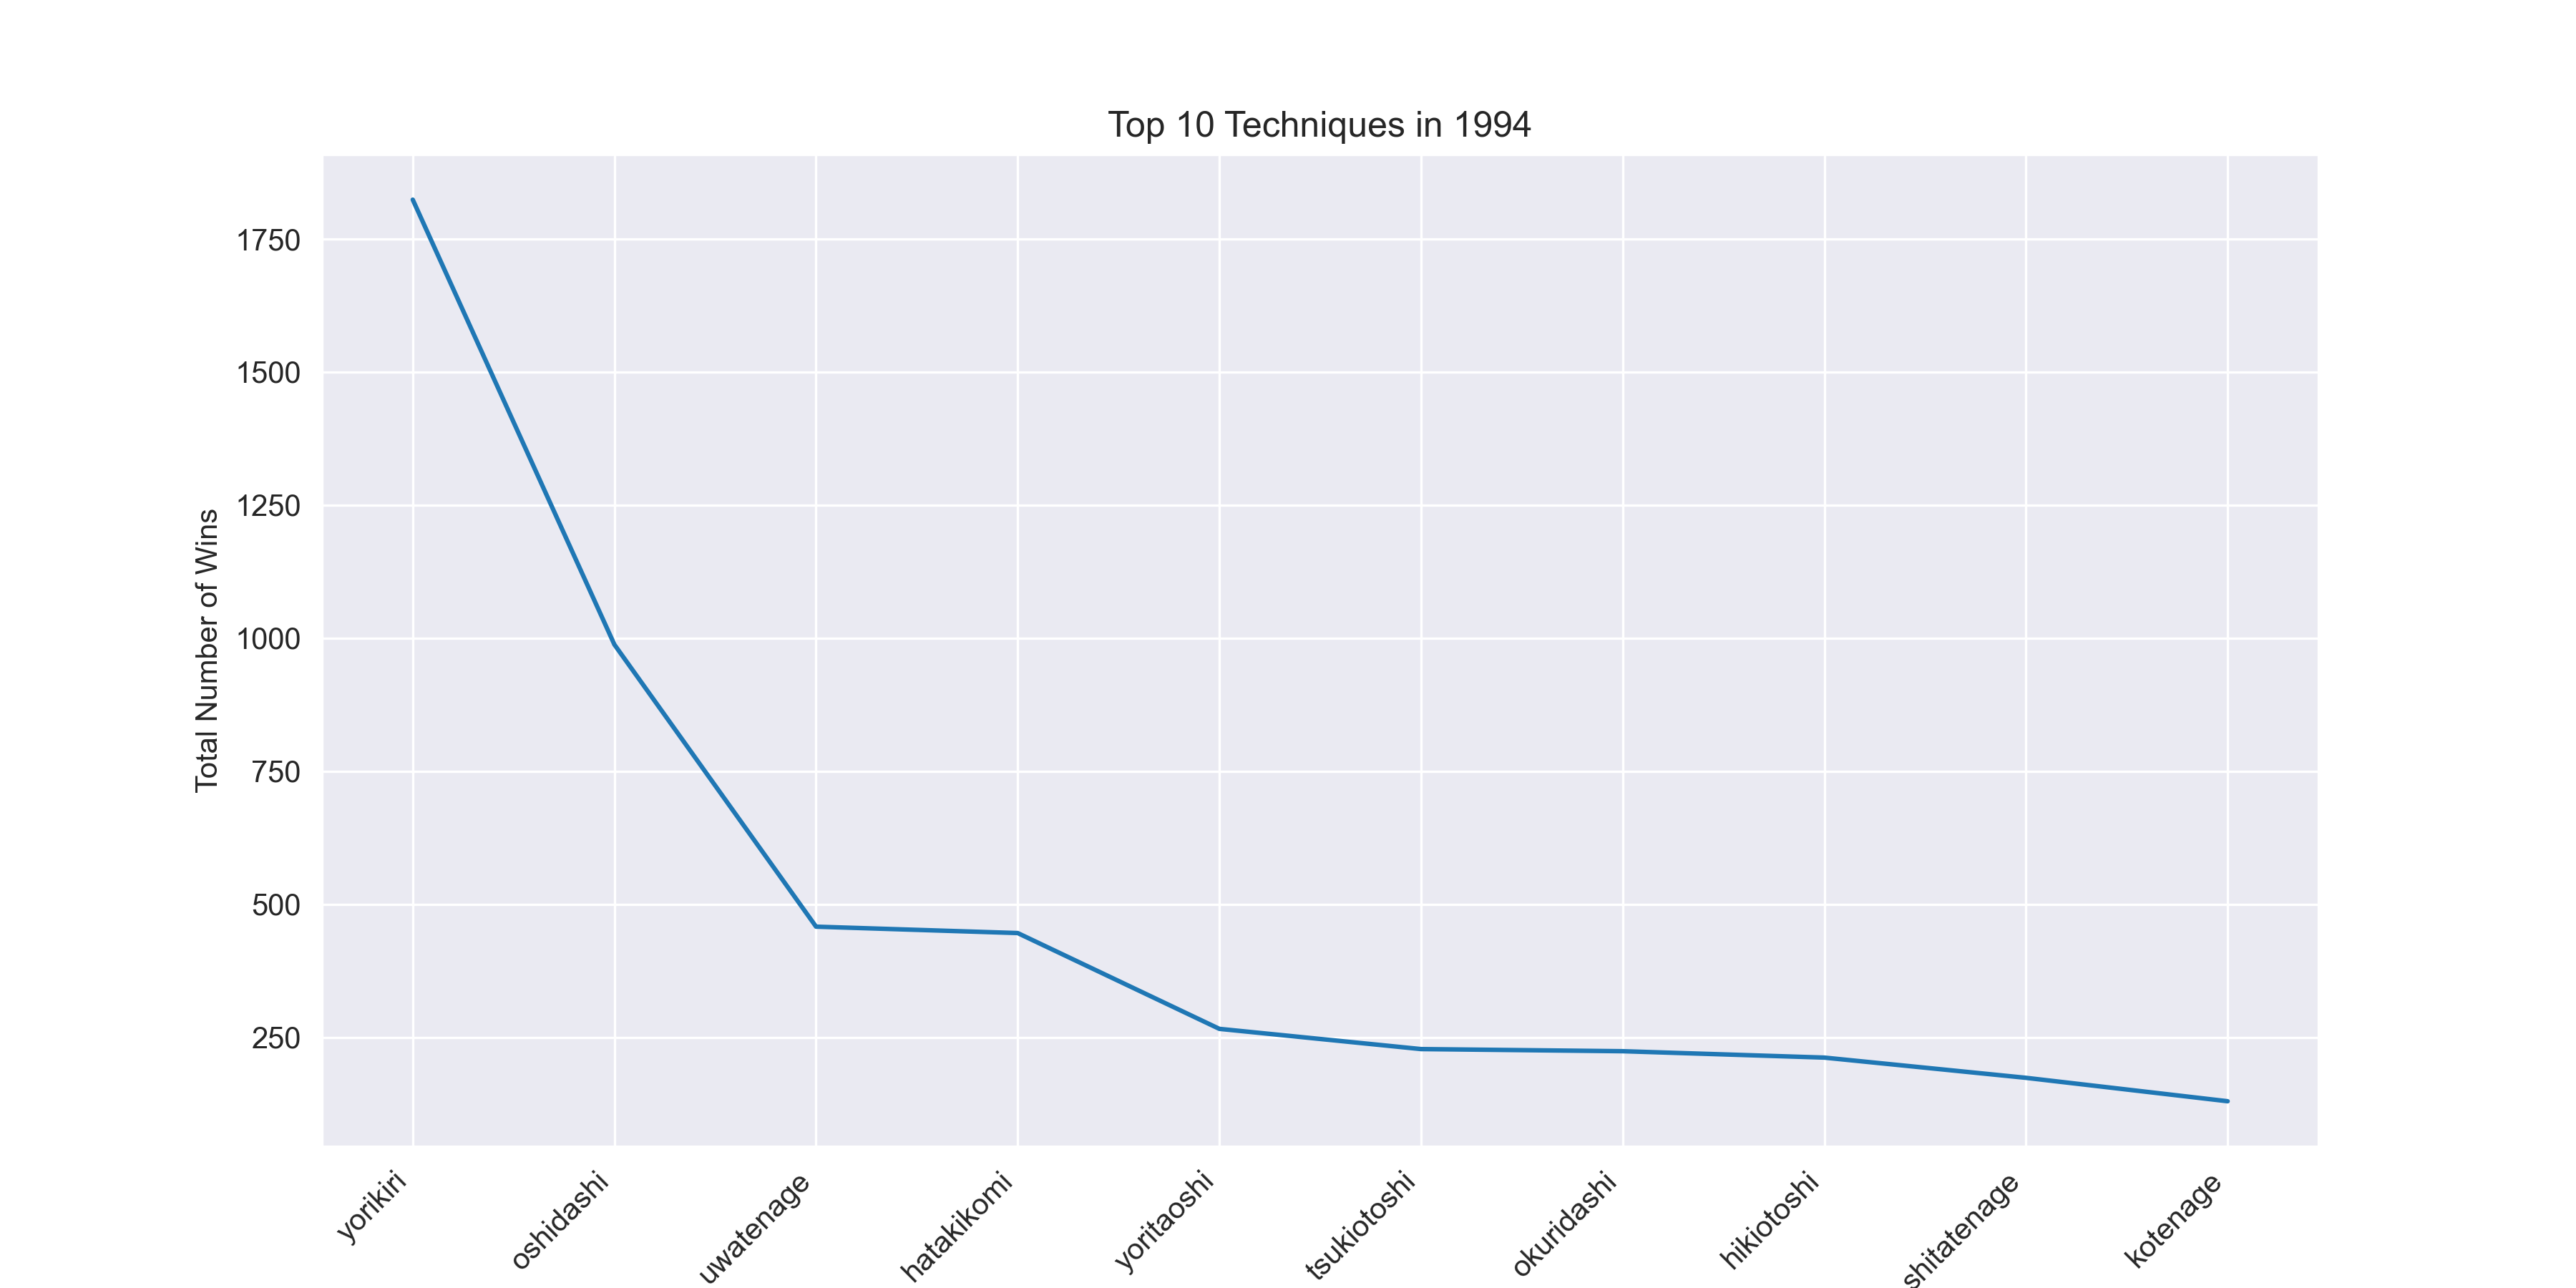 Top 10 Techniques in 1994
Total Number of Wins
1750
1500
1250
1000
750
500
250
yorikiri
oshidashi
uwatenage
hatakikomi
yoritaoshi
tsukiotoshi
okuridashi
hikiotoshi
shitatenage
kotenage